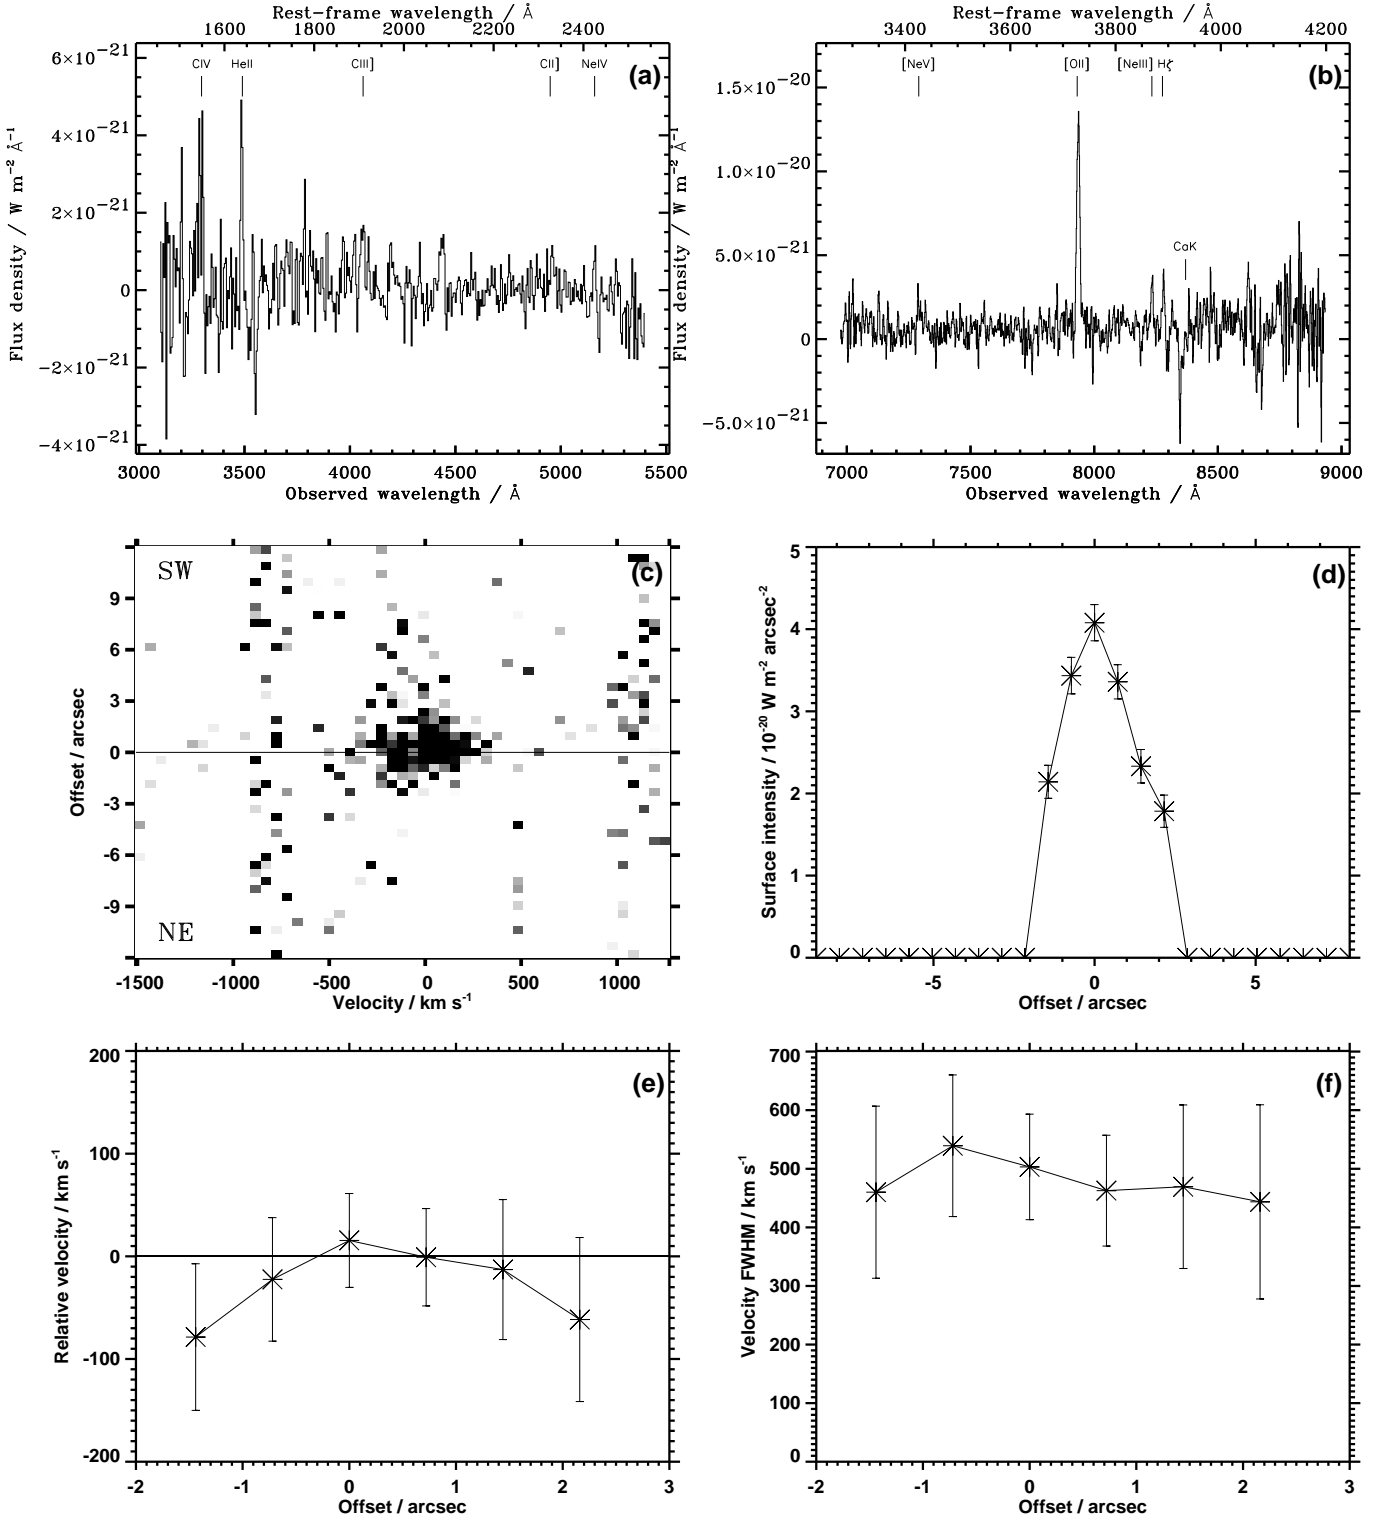 Rest-frame wavelength / Å
1600 1800 2000 2200 2400
6×10⁻²¹
4×10⁻²¹
2×10⁻²¹
0
−2×10⁻²¹
−4×10⁻²¹
Flux density / W m⁻² Å⁻¹
CIV HeII CIII] CII] NeIV
(a)
3000 3500 4000 4500 5000 5500
Observed wavelength / Å
Rest-frame wavelength / Å
3400 3600 3800 4000 4200
1.5×10⁻²⁰
1.0×10⁻²⁰
5.0×10⁻²¹
0
−5.0×10⁻²¹
Flux density / W m⁻² Å⁻¹
[NeV] [OII] [NeIII] Hζ
CaK
(b)
7000 7500 8000 8500 9000
Observed wavelength / Å
SW
(c)
NE
9
6
3
0
-3
-6
-9
Offset / arcsec
-1500 -1000 -500 0 500 1000
Velocity / km s⁻¹
(d)
5
4
3
2
1
0
Surface intensity / 10⁻²⁰ W m⁻² arcsec⁻²
-5 0 5
Offset / arcsec
(e)
200
100
0
-100
-200
Relative velocity / km s⁻¹
-2 -1 0 1 2 3
Offset / arcsec
(f)
700
600
500
400
300
200
100
0
Velocity FWHM / km s⁻¹
-2 -1 0 1 2 3
Offset / arcsec